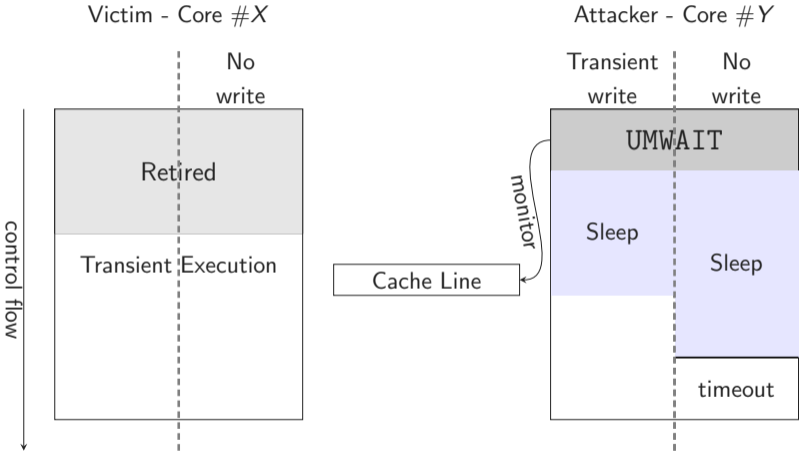 Victim - Core #X
Attacker - Core #Y
No
write
Transient
write
No
write
UMWAIT
Retired
monitor
control flow
Sleep
Transient Execution
Sleep
Cache Line
timeout